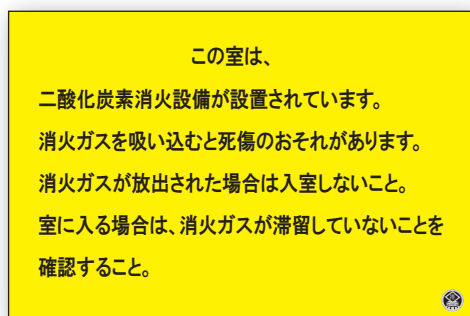 この室は、
二酸化炭素消火設備が設置されています。
消火ガスを吸い込むと死傷のおそれがあります。
消火ガスが放出された場合は入室しないこと。
室に入る場合は、消火ガスが滞留していないことを
確認すること。